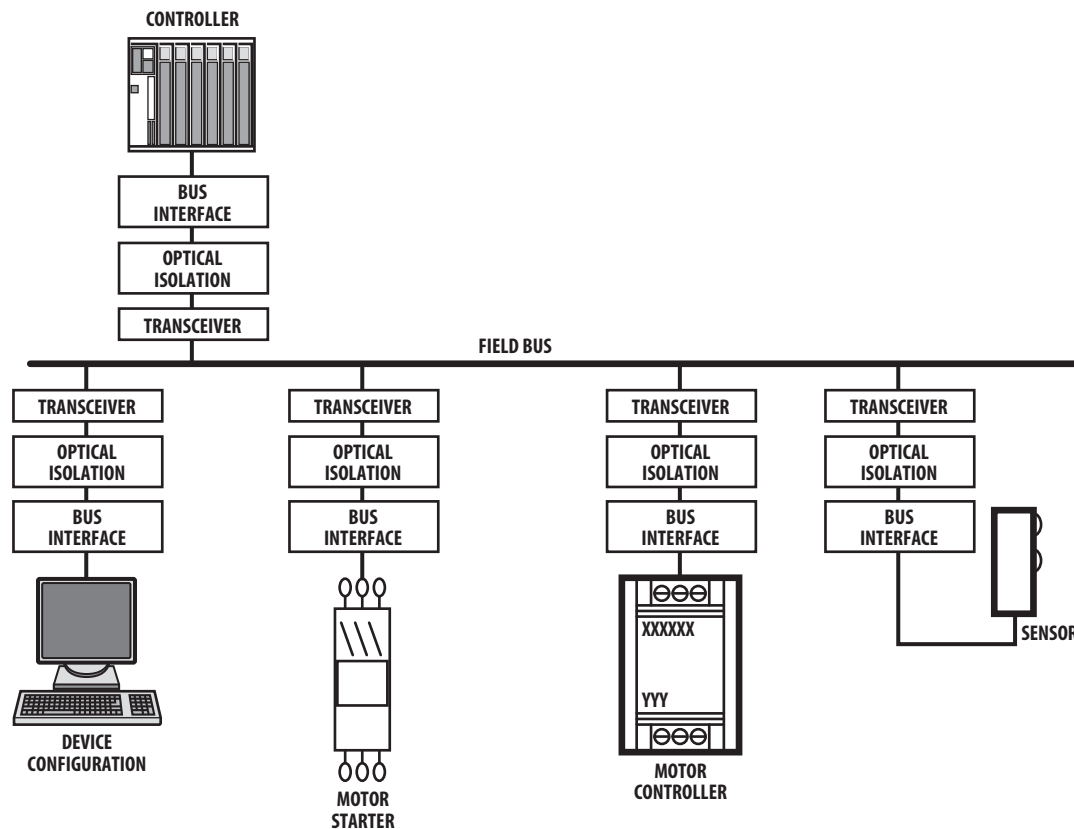 CONTROLLER
BUS
INTERFACE
OPTICAL
ISOLATION
TRANSCEIVER
FIELD BUS
TRANSCEIVER
OPTICAL
ISOLATION
BUS
INTERFACE
DEVICE
CONFIGURATION
TRANSCEIVER
OPTICAL
ISOLATION
BUS
INTERFACE
MOTOR
STARTER
TRANSCEIVER
OPTICAL
ISOLATION
BUS
INTERFACE
XXXXXX
YYY
MOTOR
CONTROLLER
TRANSCEIVER
OPTICAL
ISOLATION
BUS
INTERFACE
SENSOR